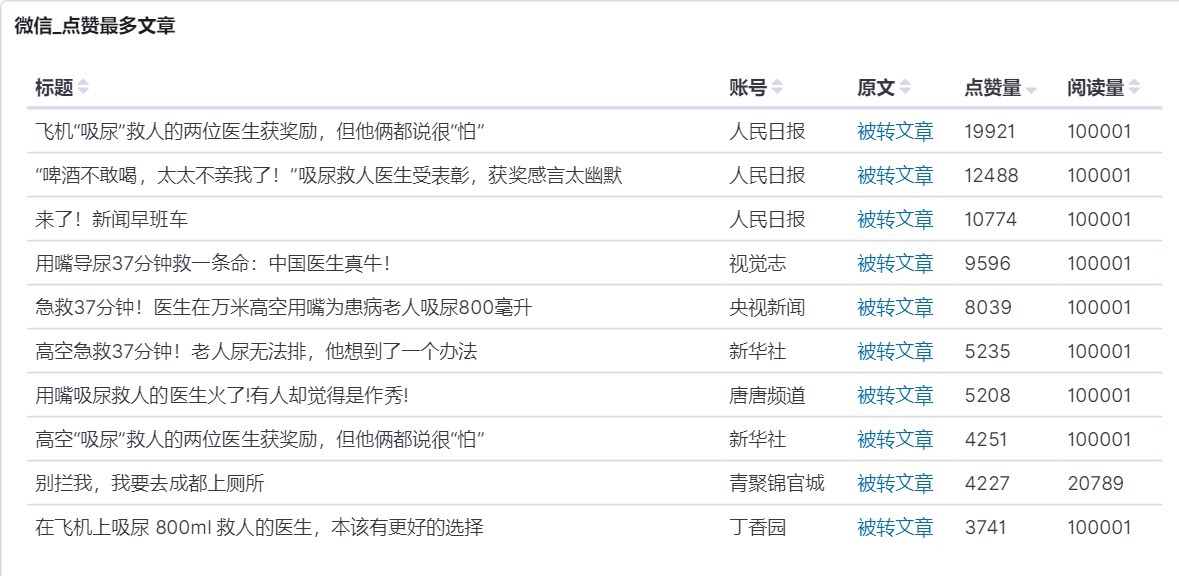 微信_点赞最多文章
标题 账号 原文 点赞量 阅读量
飞机“吸尿”救人的两位医生获奖励，但他俩都说很“怕” 人民日报 被转文章 19921 100001
“啤酒不敢喝，太太不亲我了！”吸尿救人医生受表彰，获奖感言太幽默 人民日报 被转文章 12488 100001
来了！新闻早班车 人民日报 被转文章 10774 100001
用嘴导尿37分钟救一条命：中国医生真牛！ 视觉志 被转文章 9596 100001
急救37分钟！医生在万米高空用嘴为患病老人吸尿800毫升 央视新闻 被转文章 8039 100001
高空急救37分钟！老人尿无法排，他想到了一个办法 新华社 被转文章 5235 100001
用嘴吸尿救人的医生火了!有人却觉得是作秀! 唐唐频道 被转文章 5208 100001
高空“吸尿”救人的两位医生获奖励，但他俩都说很“怕” 新华社 被转文章 4251 100001
别拦我，我要去成都上厕所 青聚锦官城 被转文章 4227 20789
在飞机上吸尿 800ml 救人的医生，本该有更好的选择 丁香园 被转文章 3741 100001